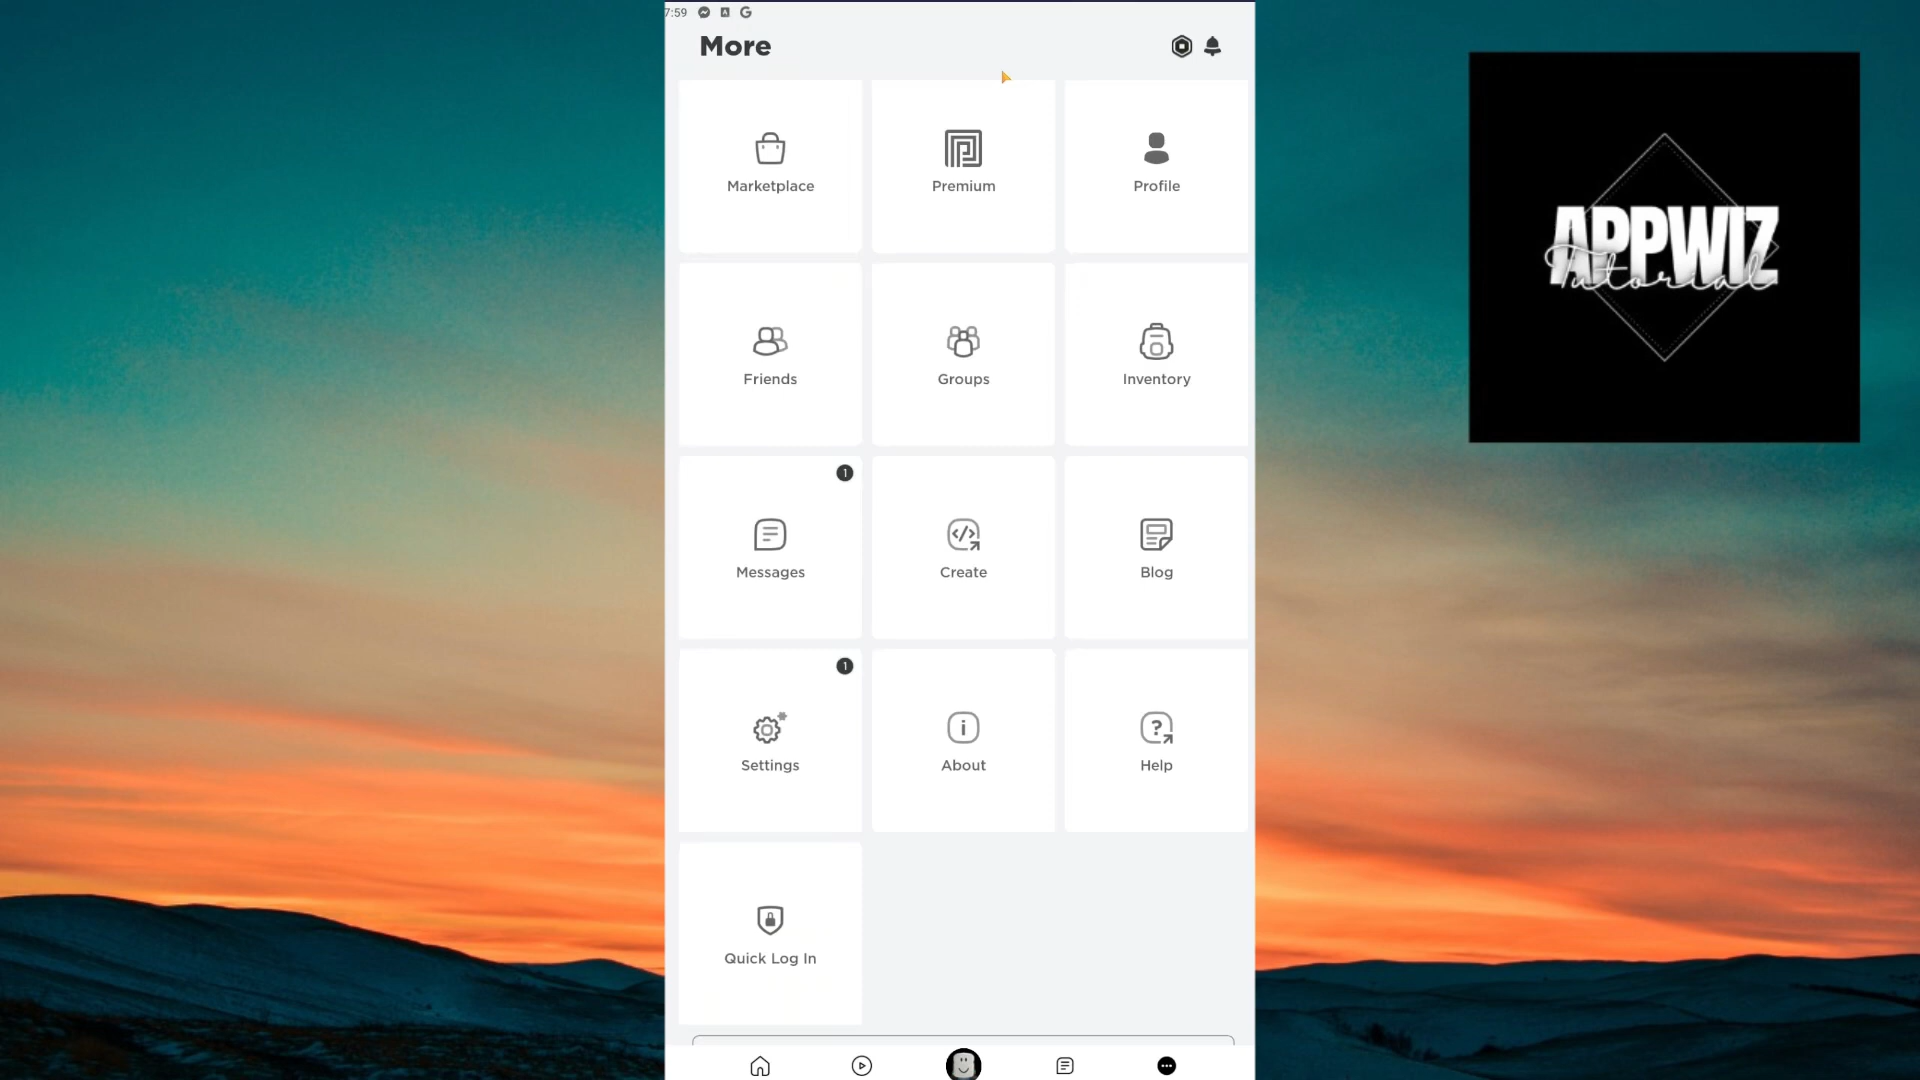 7:59
More
Marketplace
Premium
Profile
Friends
Groups
Inventory
1
Messages
Create
Blog
1
Settings
About
Help
Quick Log In
APPWIZ
Tutorial